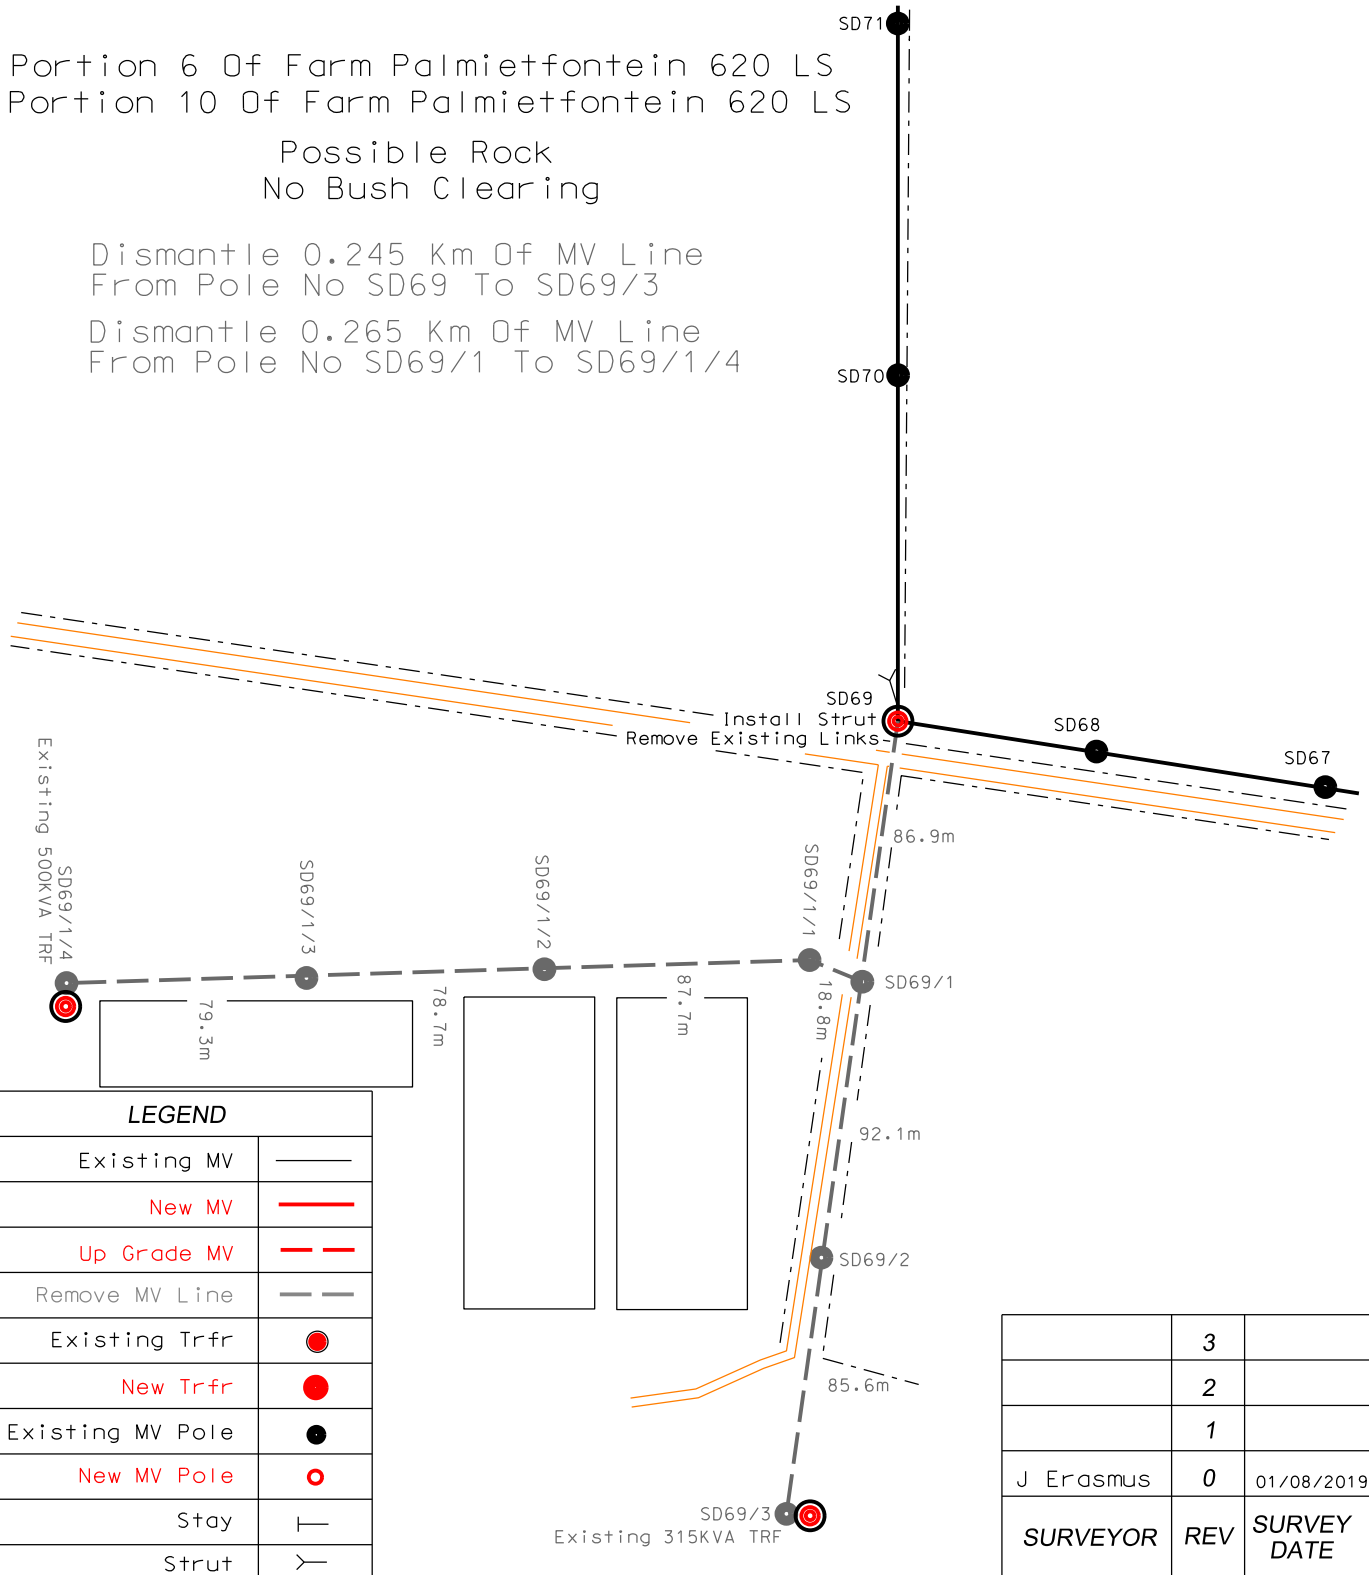 SD71
Portion 6 Of Farm Palmietfontein 620 LS
Portion 10 Of Farm Palmietfontein 620 LS
Possible Rock
No Bush Clearing
Dismantle 0.245 Km Of MV Line
From Pole No SD69 To SD69/3
Dismantle 0.265 Km Of MV Line
From Pole No SD69/1 To SD69/1/4
SD70
SD69
Install Strut
Remove Existing Links
SD68
SD67
86.9m
Existing 500KVA TRF
SD69/1/4
SD69/1/3
SD69/1/2
SD69/1/1
SD69/1
79.3m
78.7m
87.7m
18.8m
92.1m
SD69/2
85.6m
SD69/3
Existing 315KVA TRF
LEGEND
Existing MV
New MV
Up Grade MV
Remove MV Line
Existing Trfr
New Trfr
Existing MV Pole
New MV Pole
Stay
Strut
3
2
1
J Erasmus 0 01/08/2019
SURVEYOR REV SURVEY
DATE